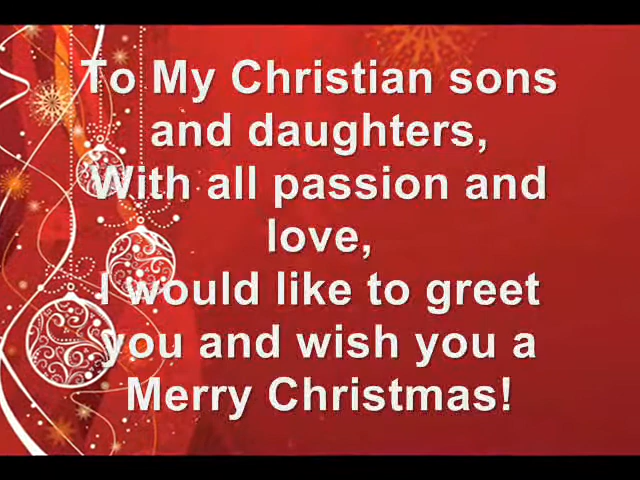 To My Christian sons
and daughters,
With all passion and
love,
I would like to greet
you and wish you a
Merry Christmas!